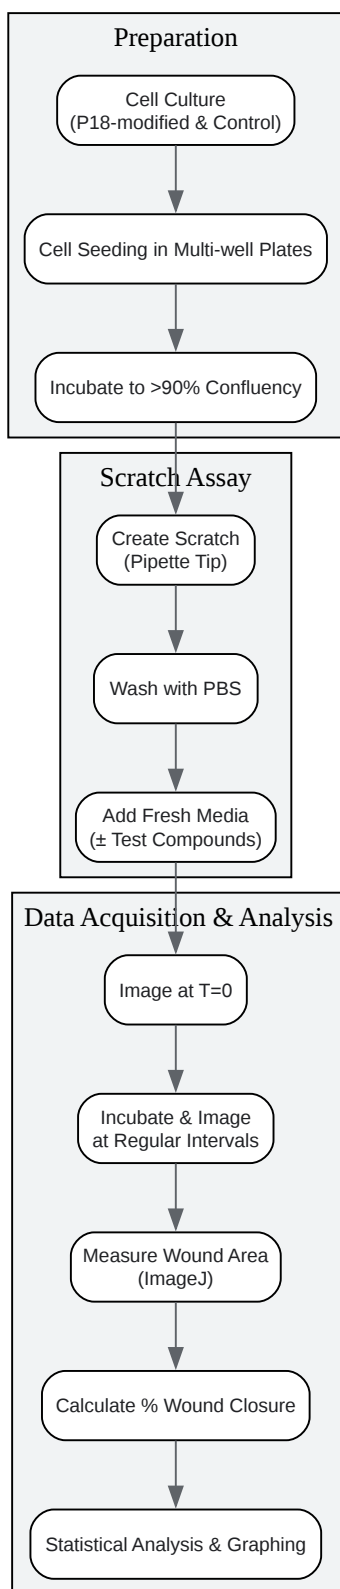 Preparation
Cell Culture
(P18-modified & Control)
Cell Seeding in Multi-well Plates
Incubate to >90% Confluency
Scratch Assay
Create Scratch
(Pipette Tip)
Wash with PBS
Add Fresh Media
(± Test Compounds)
Data Acquisition & Analysis
Image at T=0
Incubate & Image
at Regular Intervals
Measure Wound Area
(ImageJ)
Calculate % Wound Closure
Statistical Analysis & Graphing